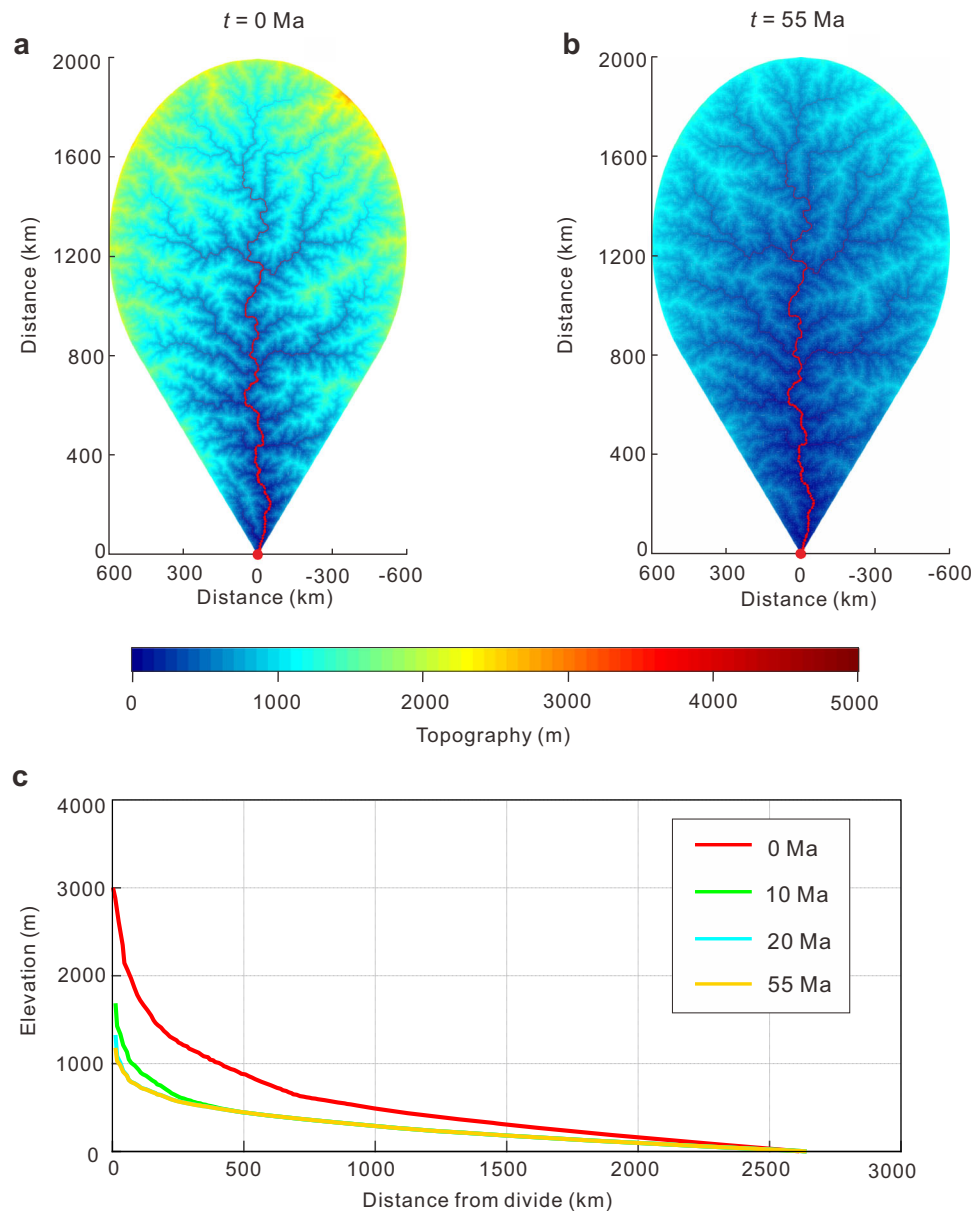 t = 0 Ma
t = 55 Ma
a
b
2000
1600
1200
800
400
0
Distance (km)
600 300 0 -300 -600
Distance (km)
2000
1600
1200
800
400
0
Distance (km)
600 300 0 -300 -600
Distance (km)
0 1000 2000 3000 4000 5000
Topography (m)
c
4000
3000
2000
1000
0
Elevation (m)
0 Ma
10 Ma
20 Ma
55 Ma
0 500 1000 1500 2000 2500 3000
Distance from divide (km)